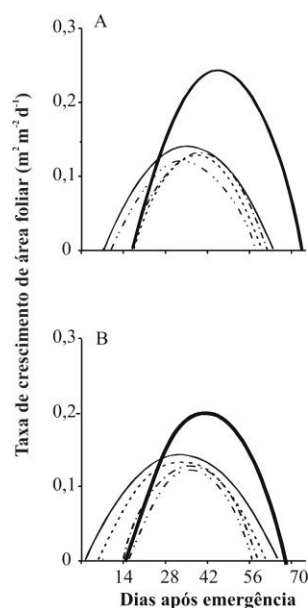 Taxa de crescimento de área foliar (m² m⁻² d⁻¹)
A
0,3
0,2
0,1
0
B
0,3
0,2
0,1
0
14 28 42 56 70
Dias após emergência